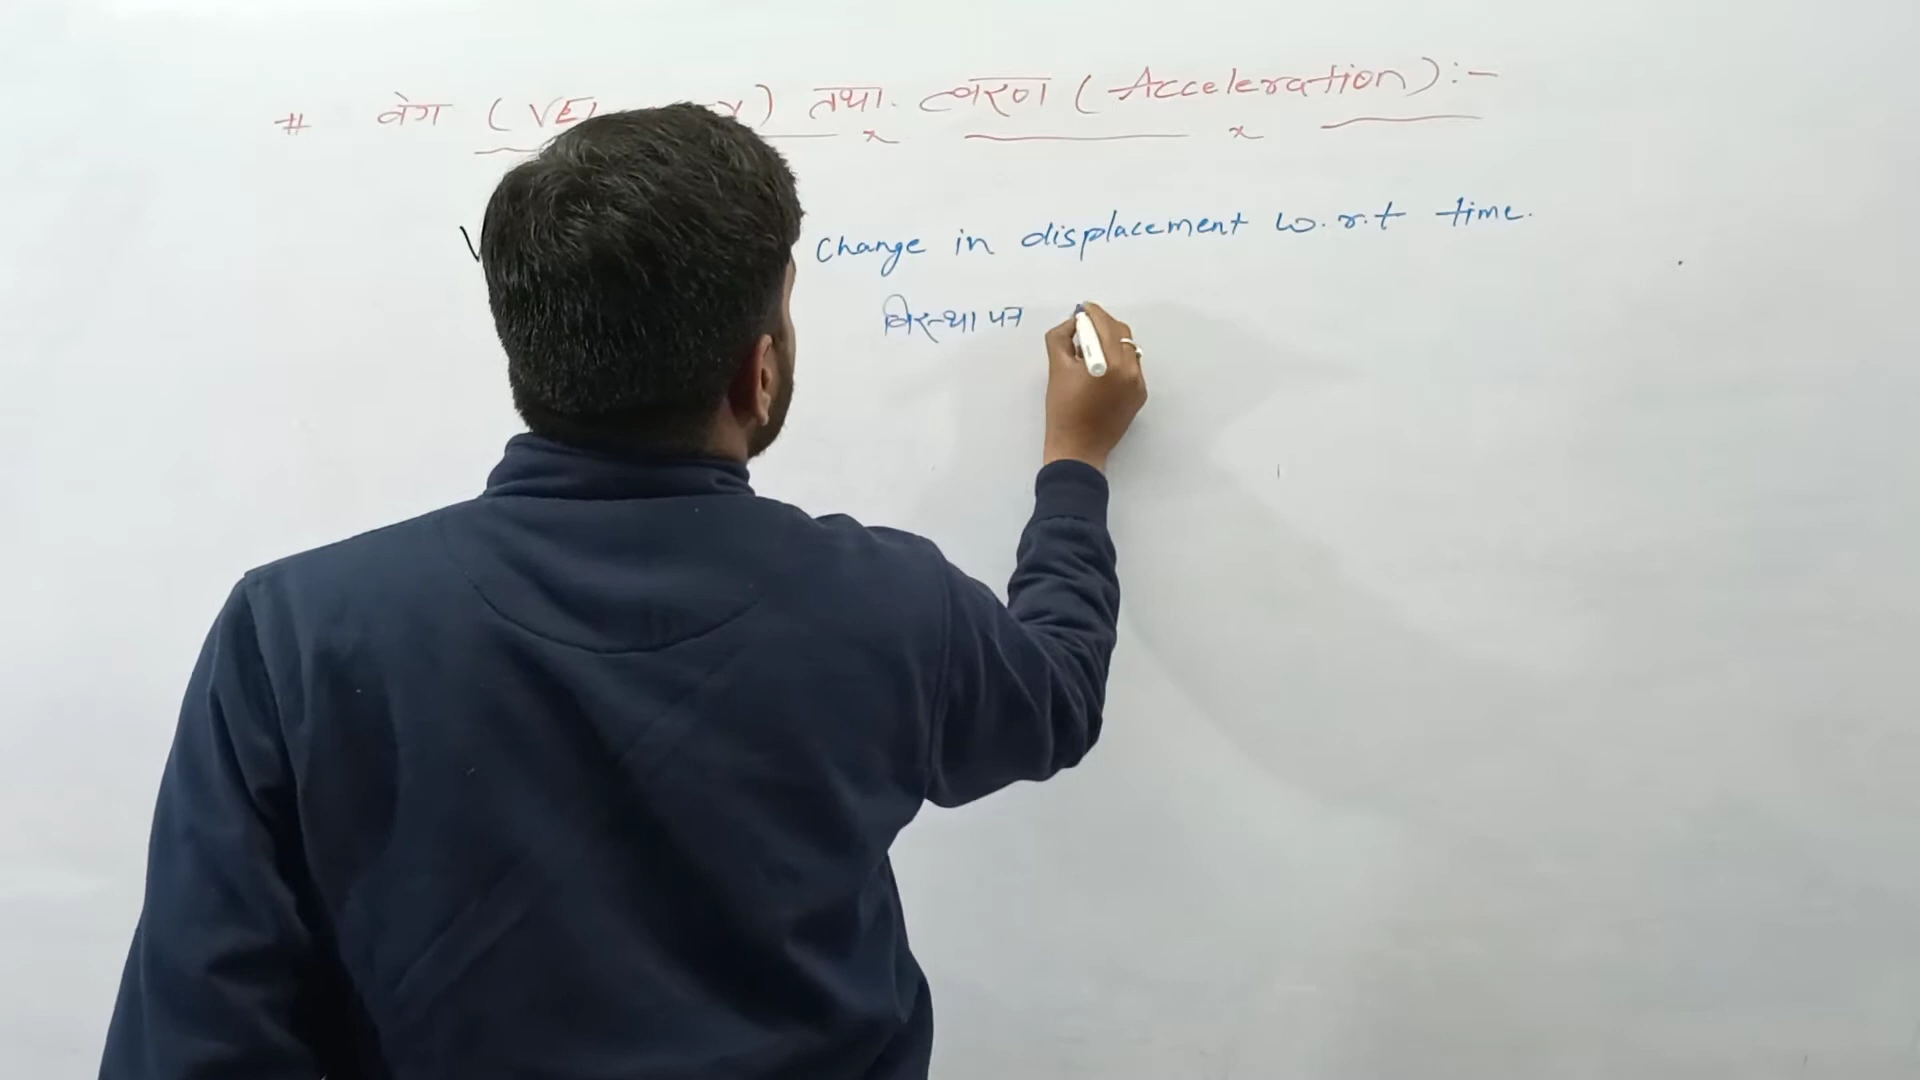 # वेग (VEL तथा त्वरण (Acceleration):-
V Change in displacement w.r.t time.
विस्थापन